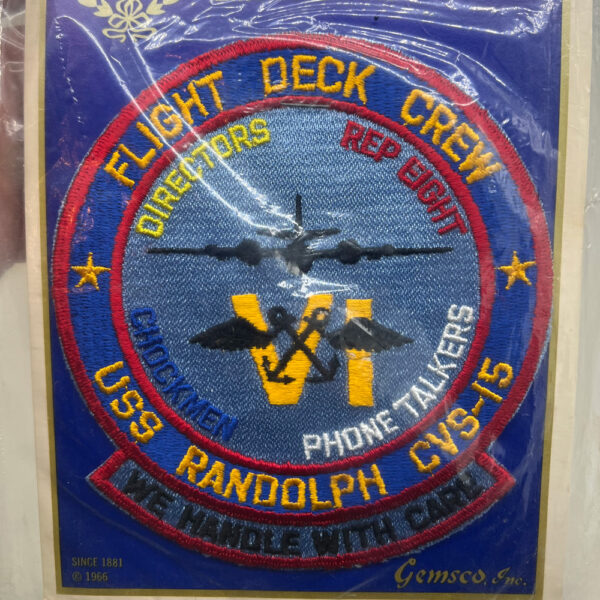 FLIGHT DECK CREW
DIRECTORS
REP EIGHT
VI
CHOCKMEN
PHONE TALKERS
USS RANDOLPH CVS-15
WE HANDLE WITH CARE
SINCE 1881
© 1966
Gemsco, Inc.